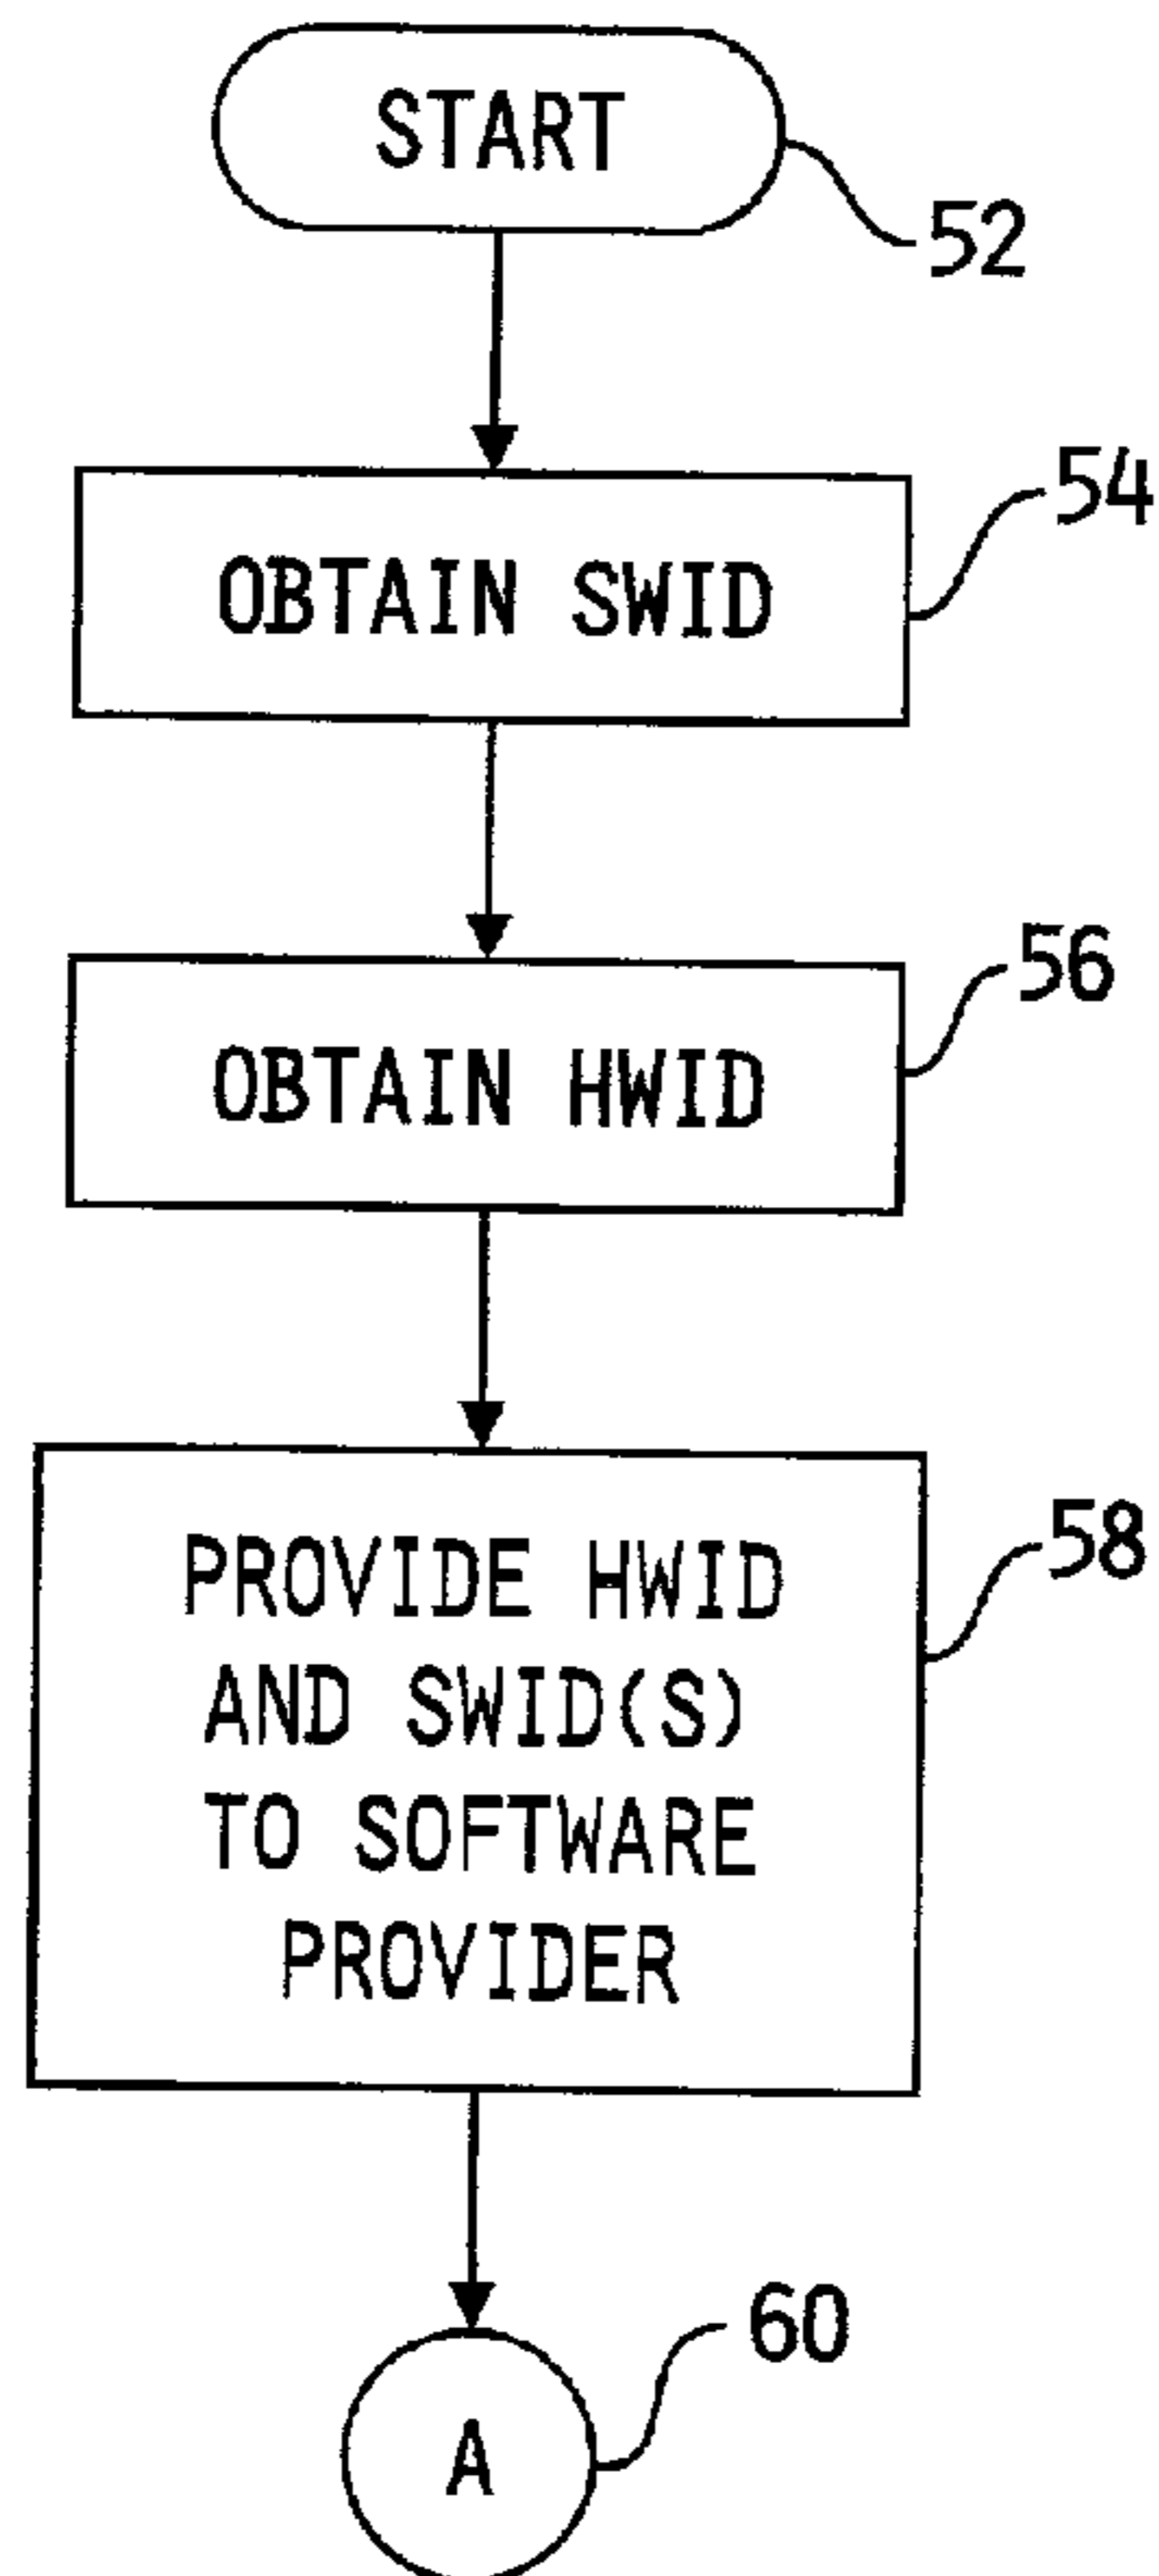 START
52
OBTAIN SWID
54
OBTAIN HWID
56
PROVIDE HWID
AND SWID(S)
TO SOFTWARE
PROVIDER
58
A
60